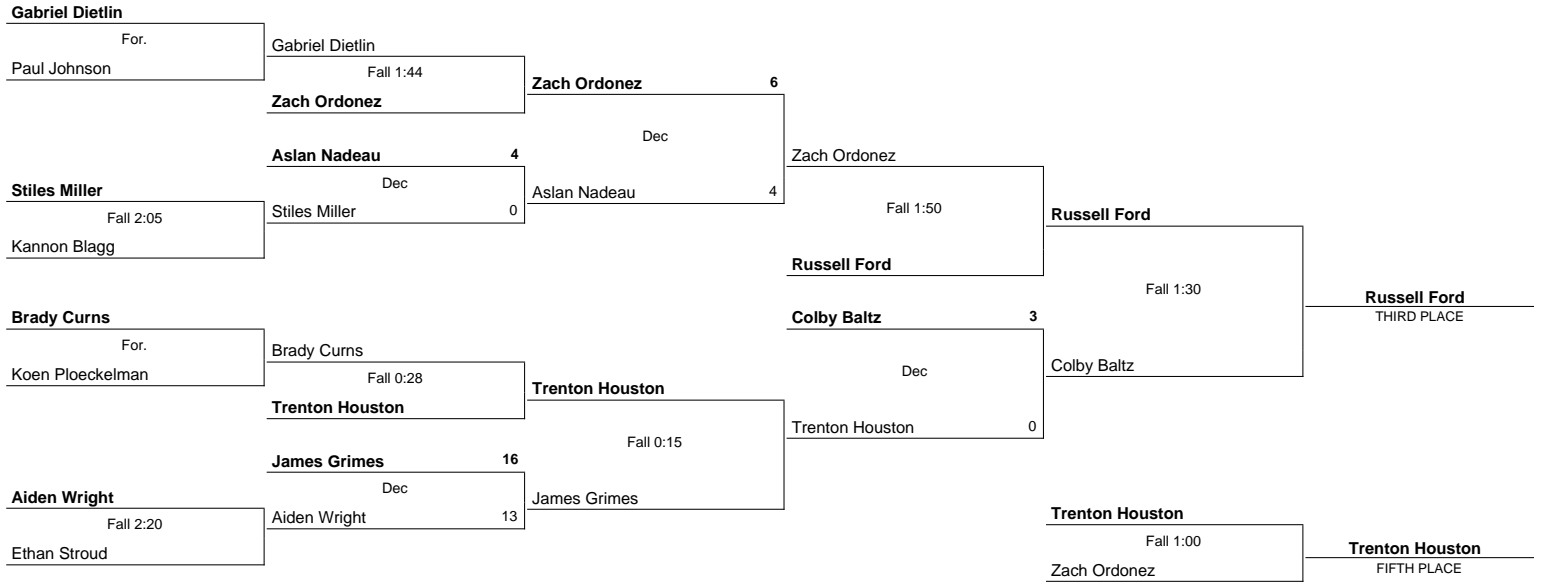 Gabriel Dietlin
For.
Paul Johnson
Gabriel Dietlin
Fall 1:44
Zach Ordonez
Zach Ordonez 6
Dec
Aslan Nadeau 4
Aslan Nadeau 4
Dec
Stiles Miller 0
Stiles Miller
Fall 2:05
Kannon Blagg
Zach Ordonez
Fall 1:50
Russell Ford
Russell Ford
Fall 1:30
Colby Baltz
Russell Ford
THIRD PLACE
Brady Curns
For.
Koen Ploeckelman
Brady Curns
Fall 0:28
Trenton Houston
Trenton Houston
Fall 0:15
James Grimes
James Grimes 16
Dec
Aiden Wright 13
Aiden Wright
Fall 2:20
Ethan Stroud
Colby Baltz 3
Dec
Trenton Houston 0
Trenton Houston
Fall 1:00
Zach Ordonez
Trenton Houston
FIFTH PLACE